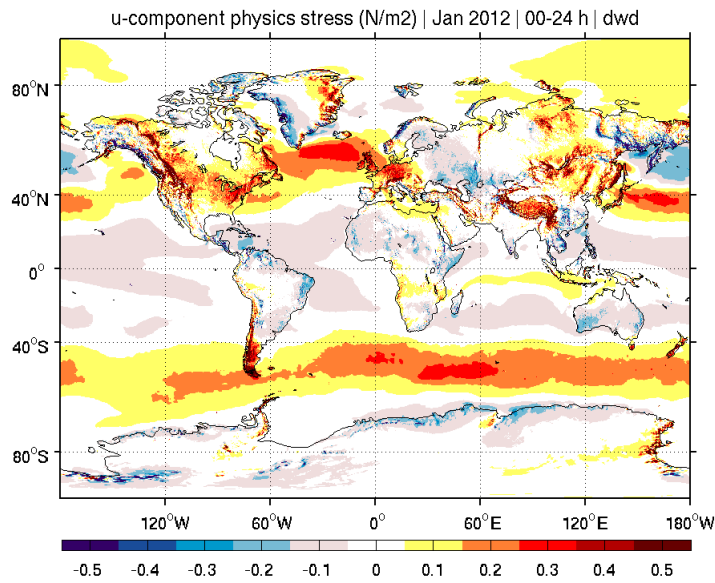 u-component physics stress (N/m2) | Jan 2012 | 00-24 h | dwd
80°N
40°N
0°
40°S
80°S
120°W 60°W 0° 60°E 120°E 180°W
-0.5 -0.4 -0.3 -0.2 -0.1 0 0.1 0.2 0.3 0.4 0.5